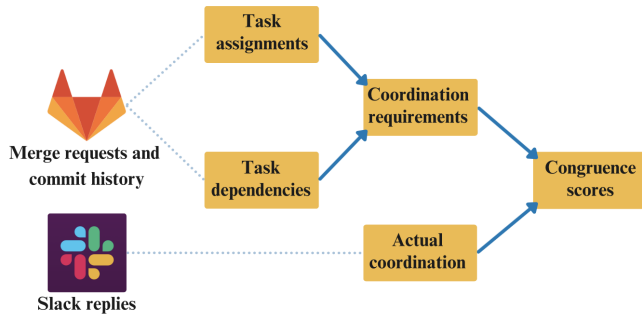 Task
assignments
Merge requests and
commit history
Task
dependencies
Coordination
requirements
Congruence
scores
Actual
coordination
Slack replies